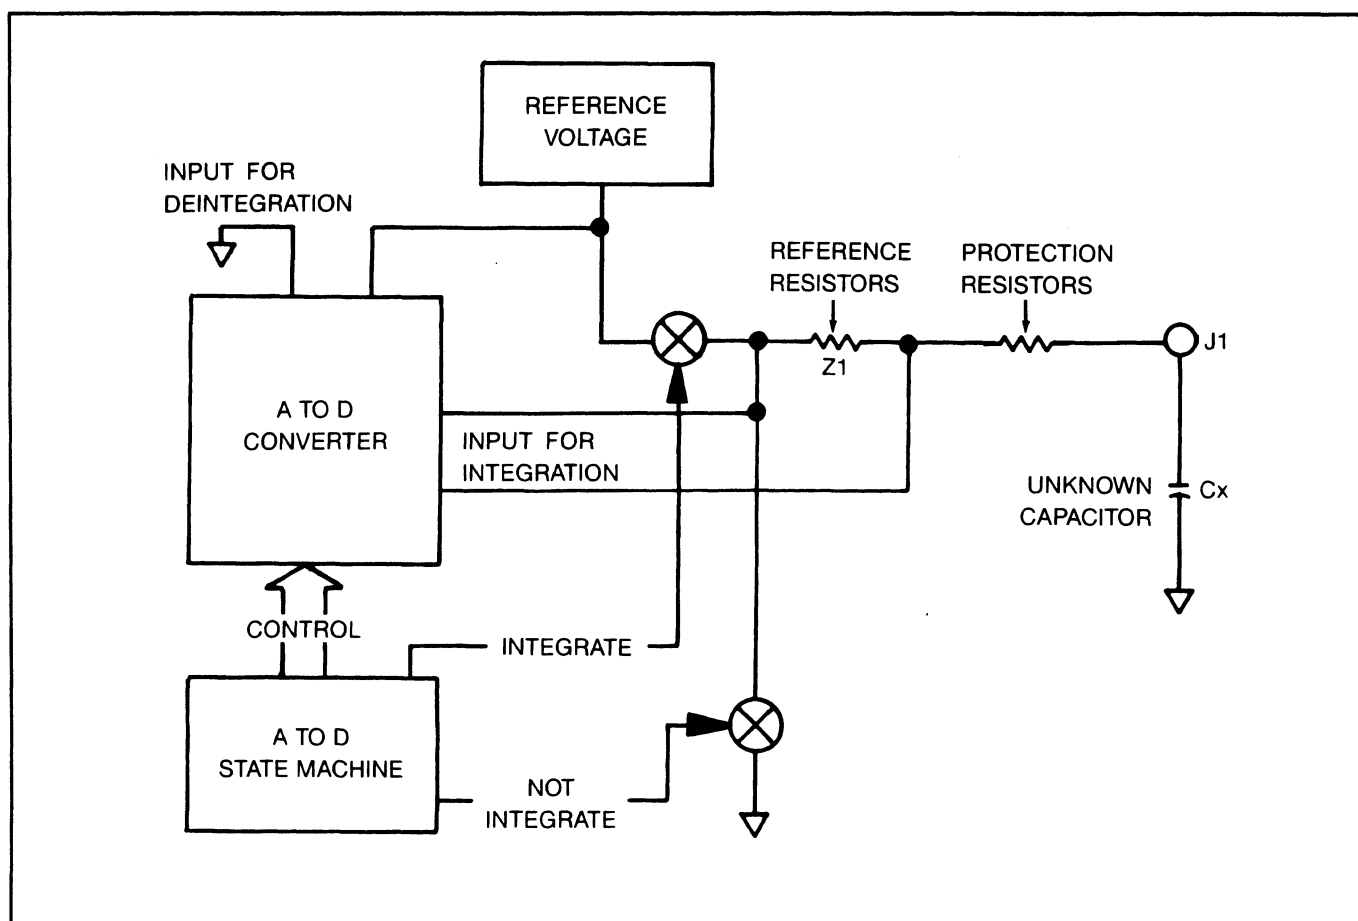 REFERENCE
VOLTAGE
INPUT FOR
DEINTEGRATION
REFERENCE
RESISTORS
PROTECTION
RESISTORS
J1
Z1
A TO D
CONVERTER
INPUT FOR
INTEGRATION
UNKNOWN
CAPACITOR
Cx
CONTROL
INTEGRATE
A TO D
STATE MACHINE
NOT
INTEGRATE